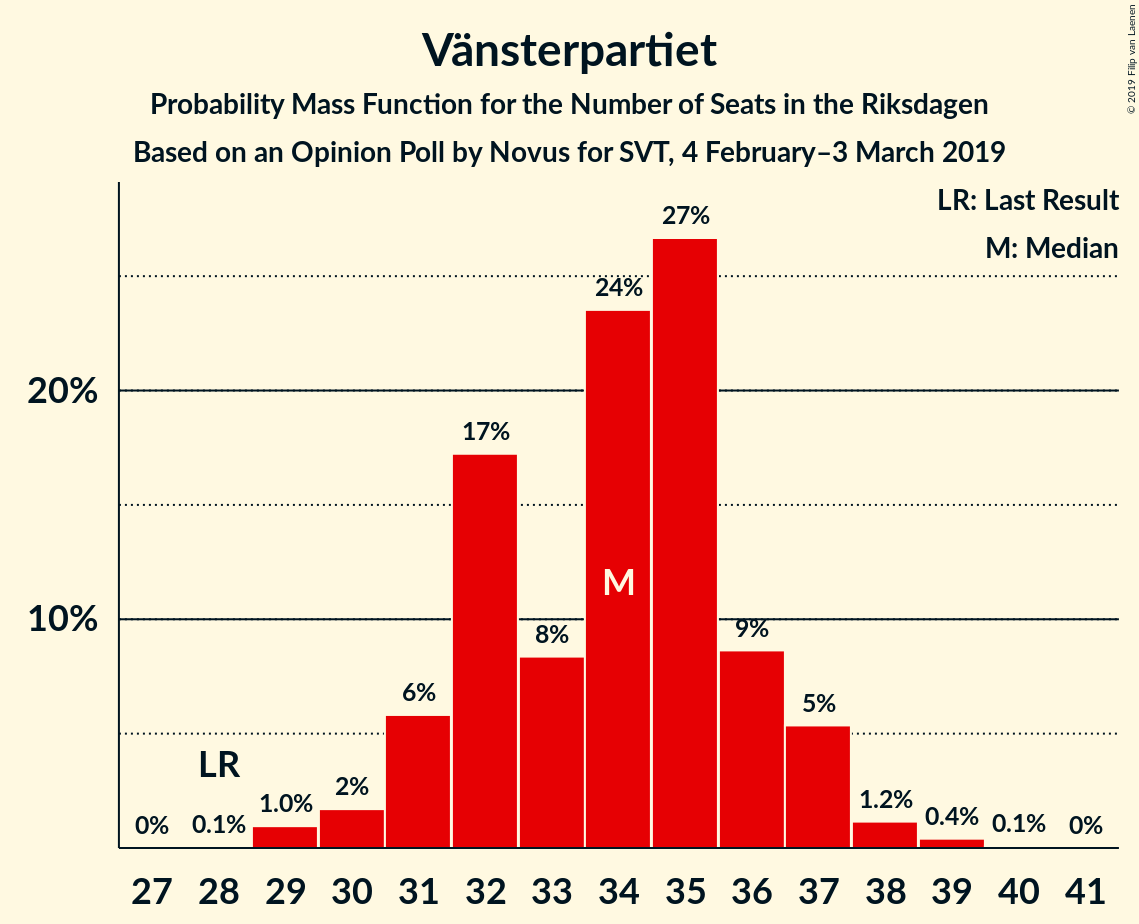 Vänsterpartiet
Probability Mass Function for the Number of Seats in the Riksdagen
Based on an Opinion Poll by Novus for SVT, 4 February–3 March 2019
© 2019 Filip van Laenen
LR: Last Result
M: Median
27%
24%
20%
17%
M
10%
8%
9%
6%
5%
LR
0%
0.1%
1.0%
2%
1.2%
0.4%
0.1%
0%
27 28 29 30 31 32 33 34 35 36 37 38 39 40 41